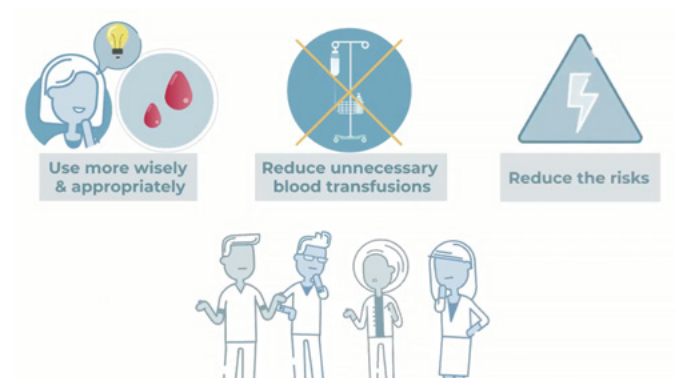 Use more wisely
& appropriately
Reduce unnecessary
blood transfusions
Reduce the risks